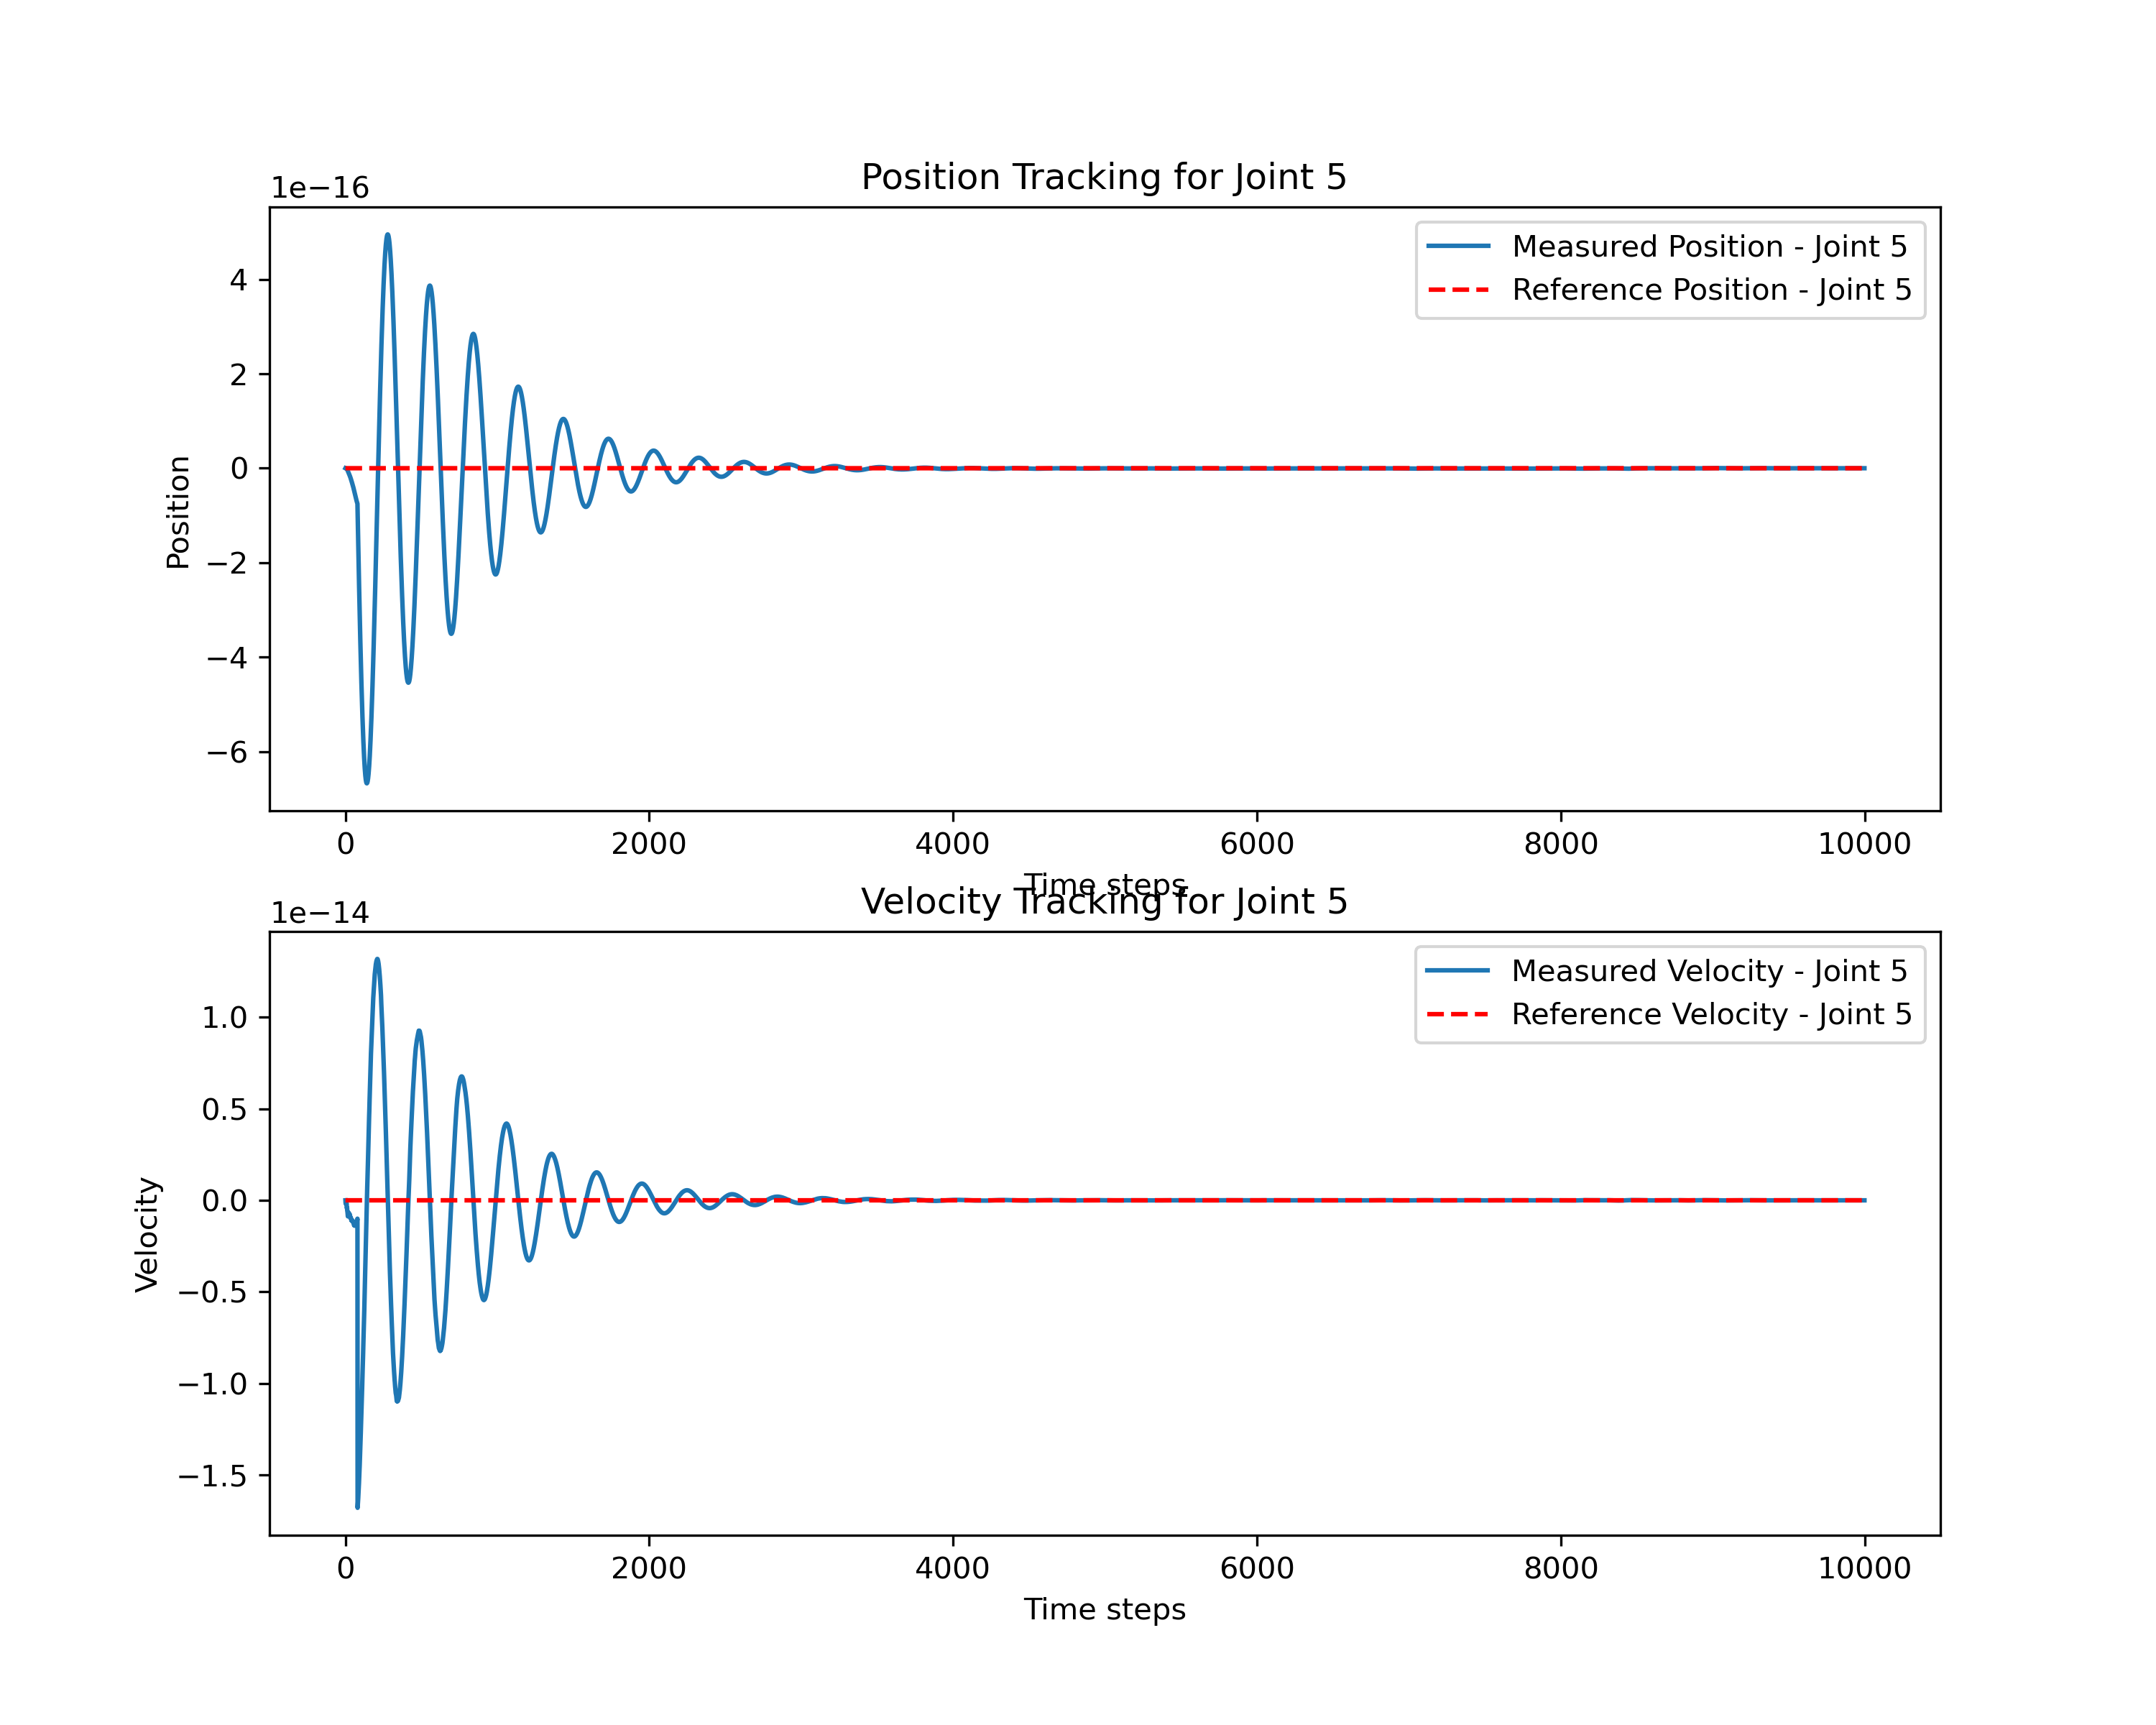 Position Tracking for Joint 5
1e−16
Measured Position - Joint 5
Reference Position - Joint 5
4
2
0
−2
−4
−6
Position
0 2000 4000 6000 8000 10000
Time steps
Velocity Tracking for Joint 5
1e−14
Measured Velocity - Joint 5
Reference Velocity - Joint 5
1.0
0.5
0.0
−0.5
−1.0
−1.5
Velocity
0 2000 4000 6000 8000 10000
Time steps